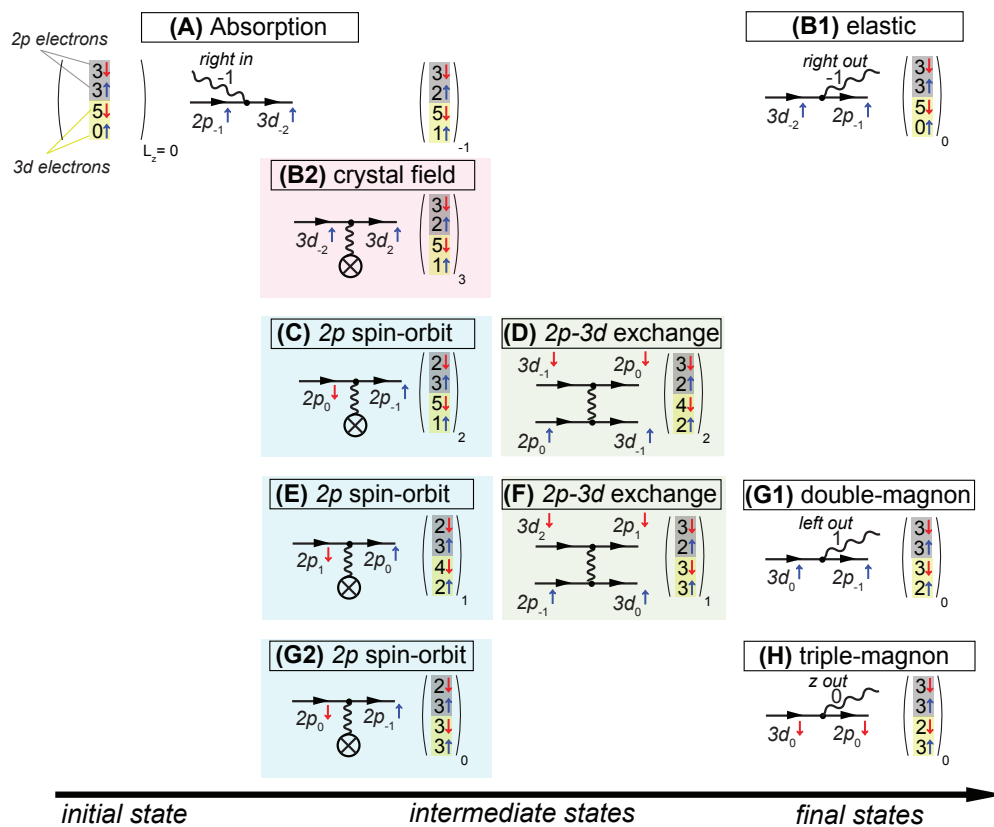 (A) Absorption
(B1) elastic
2p electrons
right in
right out
3↓
3↑
5↓
0↑
-1
2p₋₁↑
3d₋₂↑
3↓
2↑
5↓
1↑
-1
-1
3d₋₂↑
2p₋₁↑
3↓
3↑
5↓
0↑
0
3d electrons
L_z= 0
(B2) crystal field
3d₋₂↑
3d₂↑
3↓
2↑
5↓
1↑
3
(C) 2p spin-orbit
2p₀↓
2p₋₁↑
2↓
3↑
5↓
1↑
2
(D) 2p-3d exchange
3d₋₁↓
2p₀↓
2p₀↑
3d₋₁↑
3↓
2↑
4↓
2↑
2
(E) 2p spin-orbit
2p₁↓
2p₀↑
2↓
3↑
4↓
2↑
1
(F) 2p-3d exchange
3d₂↓
2p₁↓
2p₋₁↑
3d₀↑
3↓
2↑
3↓
3↑
1
(G1) double-magnon
left out
1
3d₀↑
2p₋₁↑
3↓
3↑
3↓
2↑
0
(G2) 2p spin-orbit
2p₀↓
2p₋₁↑
2↓
3↑
3↓
3↑
0
(H) triple-magnon
z out
0
3d₀↓
2p₀↓
3↓
3↑
2↓
3↑
0
initial state
intermediate states
final states